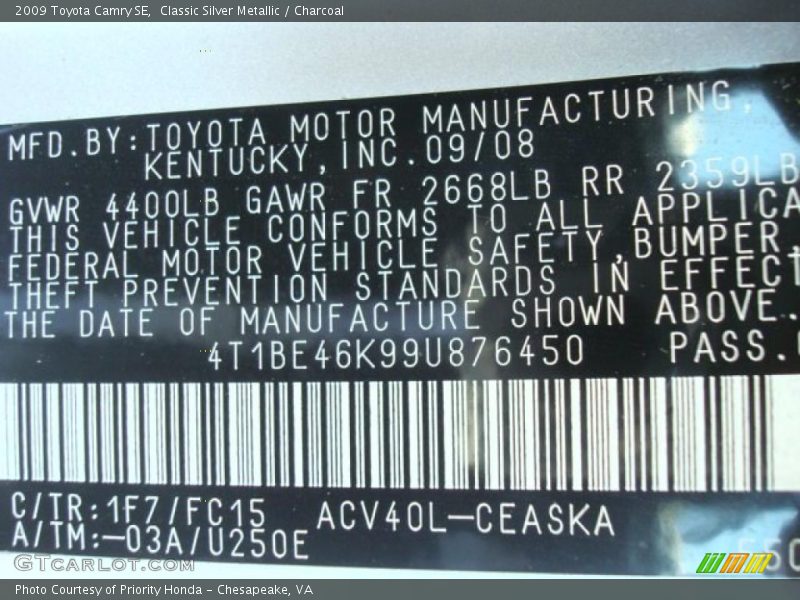 2009 Toyota Camry SE,  Classic Silver Metallic / Charcoal
MFD.BY:TOYOTA MOTOR MANUFACTURING,
KENTUCKY,INC.09/08
GVWR 4400LB GAWR FR 2668LB RR 2359LB
THIS VEHICLE CONFORMS TO ALL APPLICA
FEDERAL MOTOR VEHICLE SAFETY,BUMPER,
THEFT PREVENTION STANDARDS IN EFFECT
THE DATE OF MANUFACTURE SHOWN ABOVE.
4T1BE46K99U876450 PASS.
C/TR:1F7/FC15 ACV40L-CEASKA
A/TM:-03A/U250E
GTCARLOT.COM
Photo Courtesy of Priority Honda - Chesapeake, VA